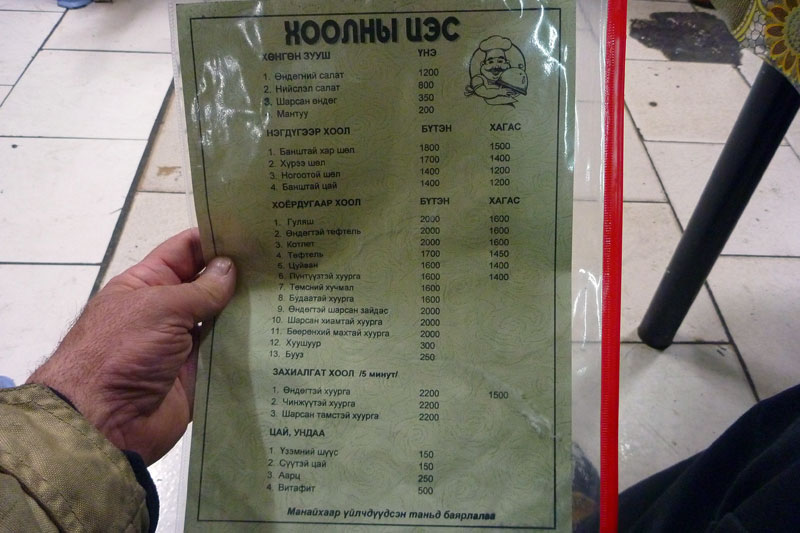 ХООЛНЫ ЦЭС
ХӨНГӨН ЗУУШ ҮНЭ
1. Өндөгний салат 1200
2. Нийслэл салат 800
3. Шарсан өндөг 350
Мантуу 200
НЭГДҮГЭЭР ХООЛ БҮТЭН ХАГАС
1. Банштай хар шөл 1800 1500
2. Хүрзэ шөл 1700 1400
3. Ногоотой шөл 1400 1200
4. Банштай цай 1400 1200
ХОЁРДУГААР ХООЛ БҮТЭН ХАГАС
1. Гуляш 2000 1600
2. Өндөгтэй тефтель 2000 1600
3. Котлет 2000 1600
4. Тефтель 1700 1450
5. Цуйван 1600 1400
6. Пүнтүүзтэй хуурга 1600 1400
7. Төмсний хучмал 1600
8. Будаатай хуурга 1600
9. Өндөгтэй шарсан зайдас 2000
10. Шарсан хиамтай хуурга 2000
11. Бөөрөнхий махтай хуурга 2000
12. Хуушуур 300
13. Бууз 250
ЗАХИАЛГАТ ХООЛ /5 минут/
1. Өндөгтэй хуурга 2200 1500
2. Чинжүүтэй хуурга 2200
3. Шарсан төмстэй хуурга 2200
ЦАЙ, УНДАА
1. Үзэмний шүүс 150
2. Сүүтэй цай 150
3. Аарц 250
4. Витафит 500
Манайхаар үйлчлүүлсэн таньд баярлалаа